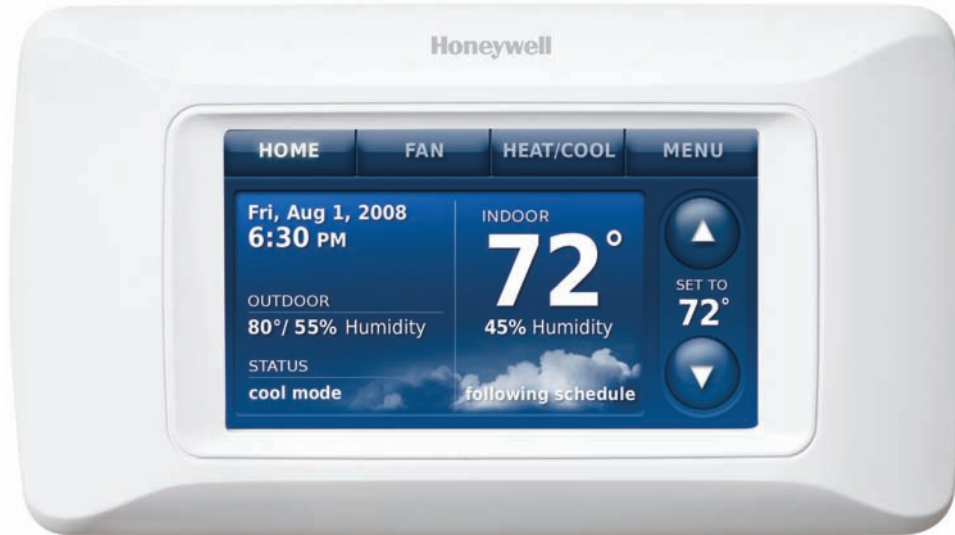 Honeywell
HOME FAN HEAT/COOL MENU
Fri, Aug 1, 2008
6:30 PM
OUTDOOR
80°/ 55% Humidity
STATUS
cool mode
INDOOR
72°
45% Humidity
following schedule
SET TO
72°